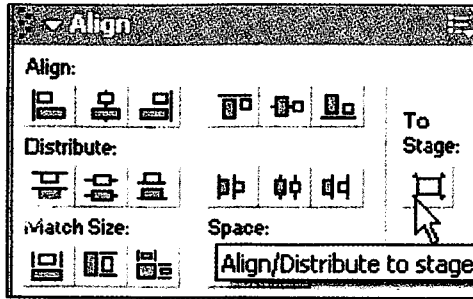 Align
Align:
To
Stage:
Distribute:
Match Size:
Space:
Align/Distribute to stage